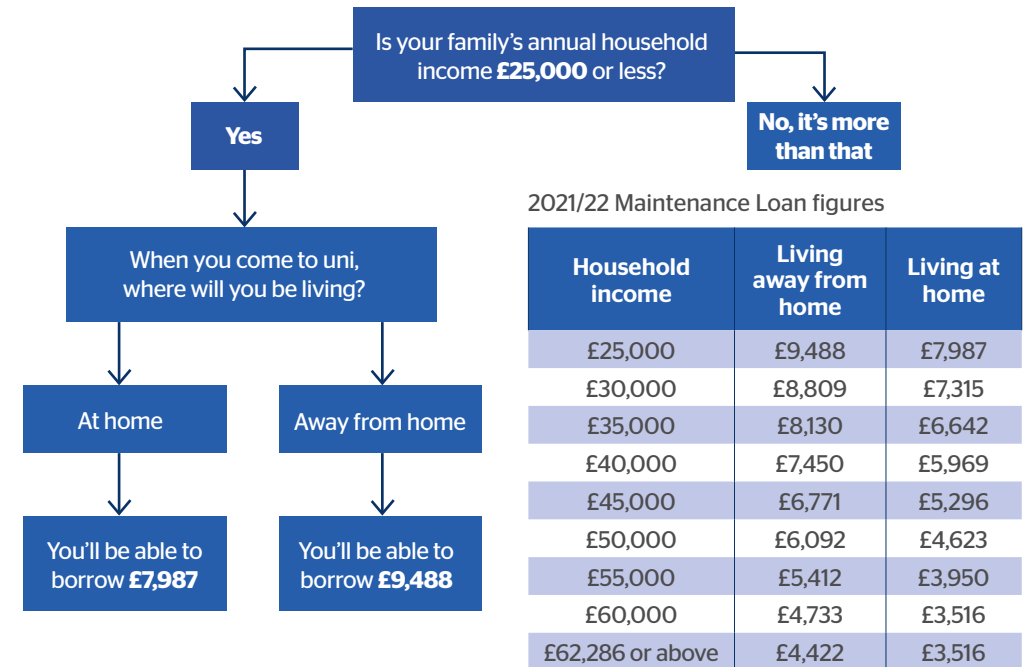 Is your family's annual household
income £25,000 or less?
Yes
No, it's more
than that
When you come to uni,
where will you be living?
At home
Away from home
You'll be able to
borrow £7,987
You'll be able to
borrow £9,488
2021/22 Maintenance Loan figures
Household
income
Living
away from
home
Living at
home
£25,000 £9,488 £7,987
£30,000 £8,809 £7,315
£35,000 £8,130 £6,642
£40,000 £7,450 £5,969
£45,000 £6,771 £5,296
£50,000 £6,092 £4,623
£55,000 £5,412 £3,950
£60,000 £4,733 £3,516
£62,286 or above £4,422 £3,516